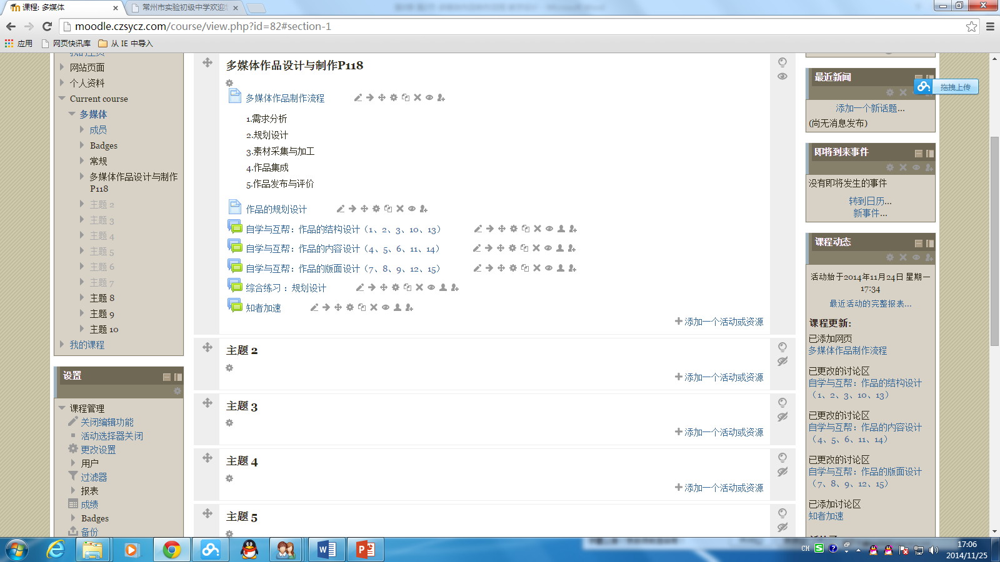 课程: 多媒体
常州市实验初级中学欢迎
moodle.czsycz.com/course/view.php?id=82#section-1
应用
网页快讯库
从 IE 中导入
网站页面
个人资料
Current course
多媒体
成员
Badges
常规
多媒体作品设计与制作
P118
主题 2
主题 3
主题 4
主题 5
主题 6
主题 7
主题 8
主题 9
主题 10
我的课程
设置
课程管理
关闭编辑功能
活动选择器关闭
更改设置
用户
过滤器
报表
成绩
Badges
备份
多媒体作品设计与制作P118
多媒体作品制作流程
1.需求分析
2.规划设计
3.素材采集与加工
4.作品集成
5.作品发布与评价
作品的规划设计
自学与互帮：作品的结构设计（1、2、3、10、13）
自学与互帮：作品的内容设计（4、5、6、11、14）
自学与互帮：作品的版面设计（7、8、9、12、15）
综合练习 ：规划设计
知者加速
添加一个活动或资源
主题 2
添加一个活动或资源
主题 3
添加一个活动或资源
主题 4
添加一个活动或资源
主题 5
最近新闻
拖拽上传
添加一个新话题...
(尚无消息发布)
即将到来事件
没有即将发生的事件
转到日历...
新事件...
课程动态
活动始于2014年11月24日 星期一
17:34
最近活动的完整报表...
课程更新:
已添加网页
多媒体作品制作流程
已更改的讨论区
自学与互帮：作品的结构设计
（1、2、3、10、13）
已更改的讨论区
自学与互帮：作品的内容设计
（4、5、6、11、14）
已更改的讨论区
自学与互帮：作品的版面设计
（7、8、9、12、15）
已添加讨论区
知者加速
CH
17:06
2014/11/25